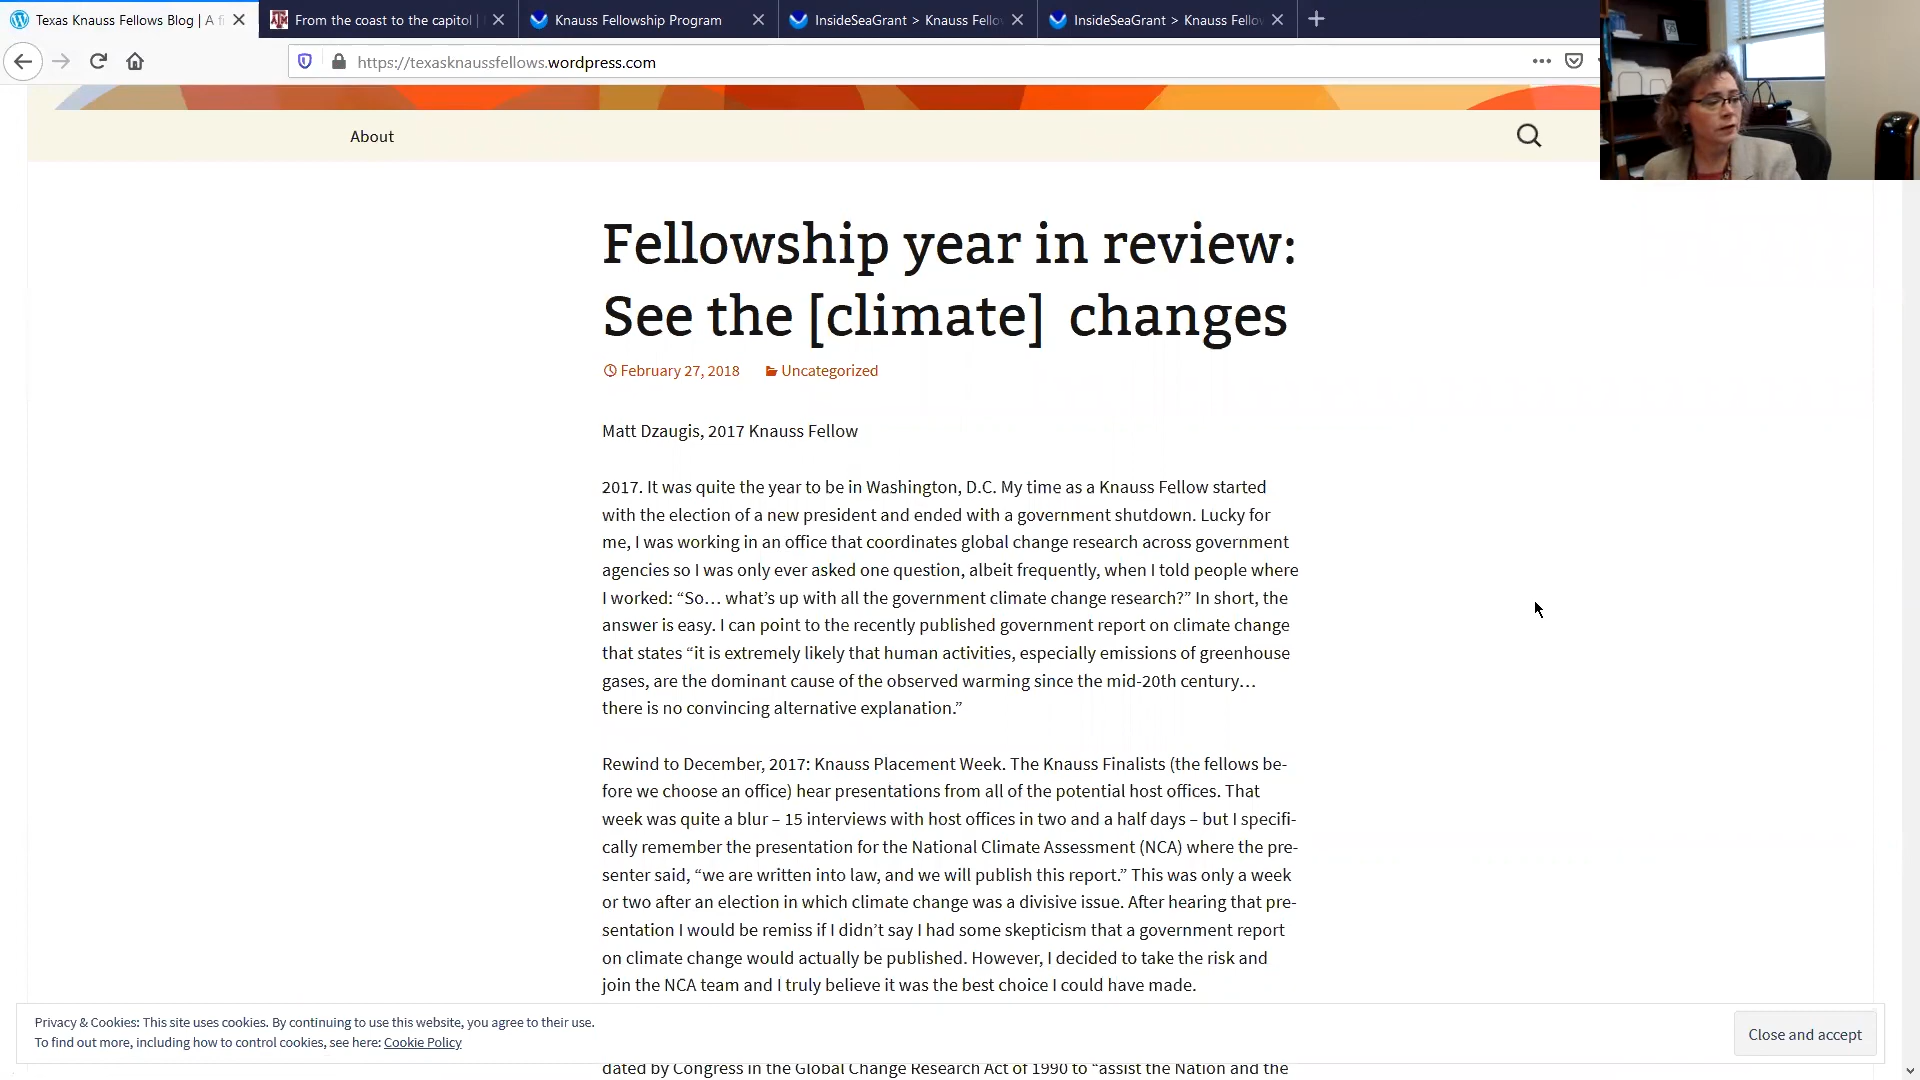 Texas Knauss Fellows Blog | A fi
From the coast to the capitol |
Knauss Fellowship Program
InsideSeaGrant > Knauss Fello
InsideSeaGrant > Knauss Fello
https://texasknaussfellows.wordpress.com
About
Fellowship year in review:
See the [climate] changes
February 27, 2018 Uncategorized
Matt Dzaugis, 2017 Knauss Fellow
2017. It was quite the year to be in Washington, D.C. My time as a Knauss Fellow started
with the election of a new president and ended with a government shutdown. Lucky for
me, I was working in an office that coordinates global change research across government
agencies so I was only ever asked one question, albeit frequently, when I told people where
I worked: “So… what’s up with all the government climate change research?” In short, the
answer is easy. I can point to the recently published government report on climate change
that states “it is extremely likely that human activities, especially emissions of greenhouse
gases, are the dominant cause of the observed warming since the mid-20th century…
there is no convincing alternative explanation.”
Rewind to December, 2017: Knauss Placement Week. The Knauss Finalists (the fellows be-
fore we choose an office) hear presentations from all of the potential host offices. That
week was quite a blur – 15 interviews with host offices in two and a half days – but I specifi-
cally remember the presentation for the National Climate Assessment (NCA) where the pre-
senter said, “we are written into law, and we will publish this report.” This was only a week
or two after an election in which climate change was a divisive issue. After hearing that pre-
sentation I would be remiss if I didn’t say I had some skepticism that a government report
on climate change would actually be published. However, I decided to take the risk and
join the NCA team and I truly believe it was the best choice I could have made.
Privacy & Cookies: This site uses cookies. By continuing to use this website, you agree to their use.
To find out more, including how to control cookies, see here: Cookie Policy
Close and accept
dated by Congress in the Global Change Research Act of 1990 to “assist the Nation and the